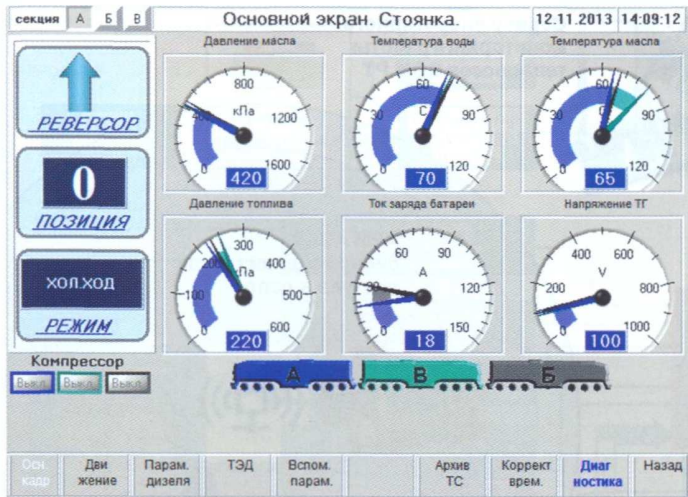 секция А Б В Основной экран. Стоянка. 12.11.2013 14:09:12
Давление масла Температура воды Температура масла
РЕВЕРСОР
0
400 800 1200 1600
кПа
420
0 30 60 90 120
С
70
0 30 60 90 120
С
65
0
ПОЗИЦИЯ
Давление топлива Ток заряда батареи Напряжение ТГ
ХОЛ.ХОД
РЕЖИМ
0 100 200 300 400 500 600
кПа
220
0 30 60 90 120 150
А
18
0 200 400 600 800 1000
V
100
Компрессор
Выкл. Выкл. Выкл.
А В Б
Осн. кадр
Движение
Парам. дизеля
ТЭД
Вспом. парам.
Архив ТС
Коррект врем.
Диаг ностика
Назад